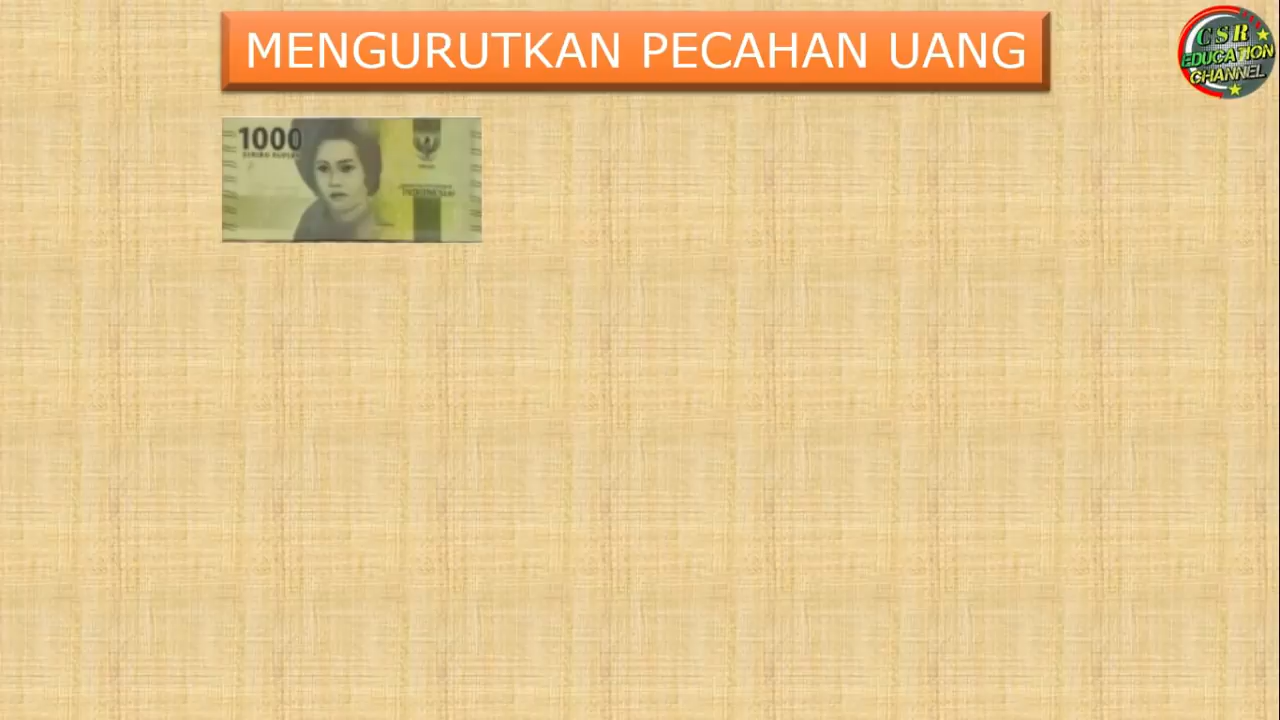 MENGURUTKAN PECAHAN UANG
CSR
EDUCATION
CHANNEL
1000